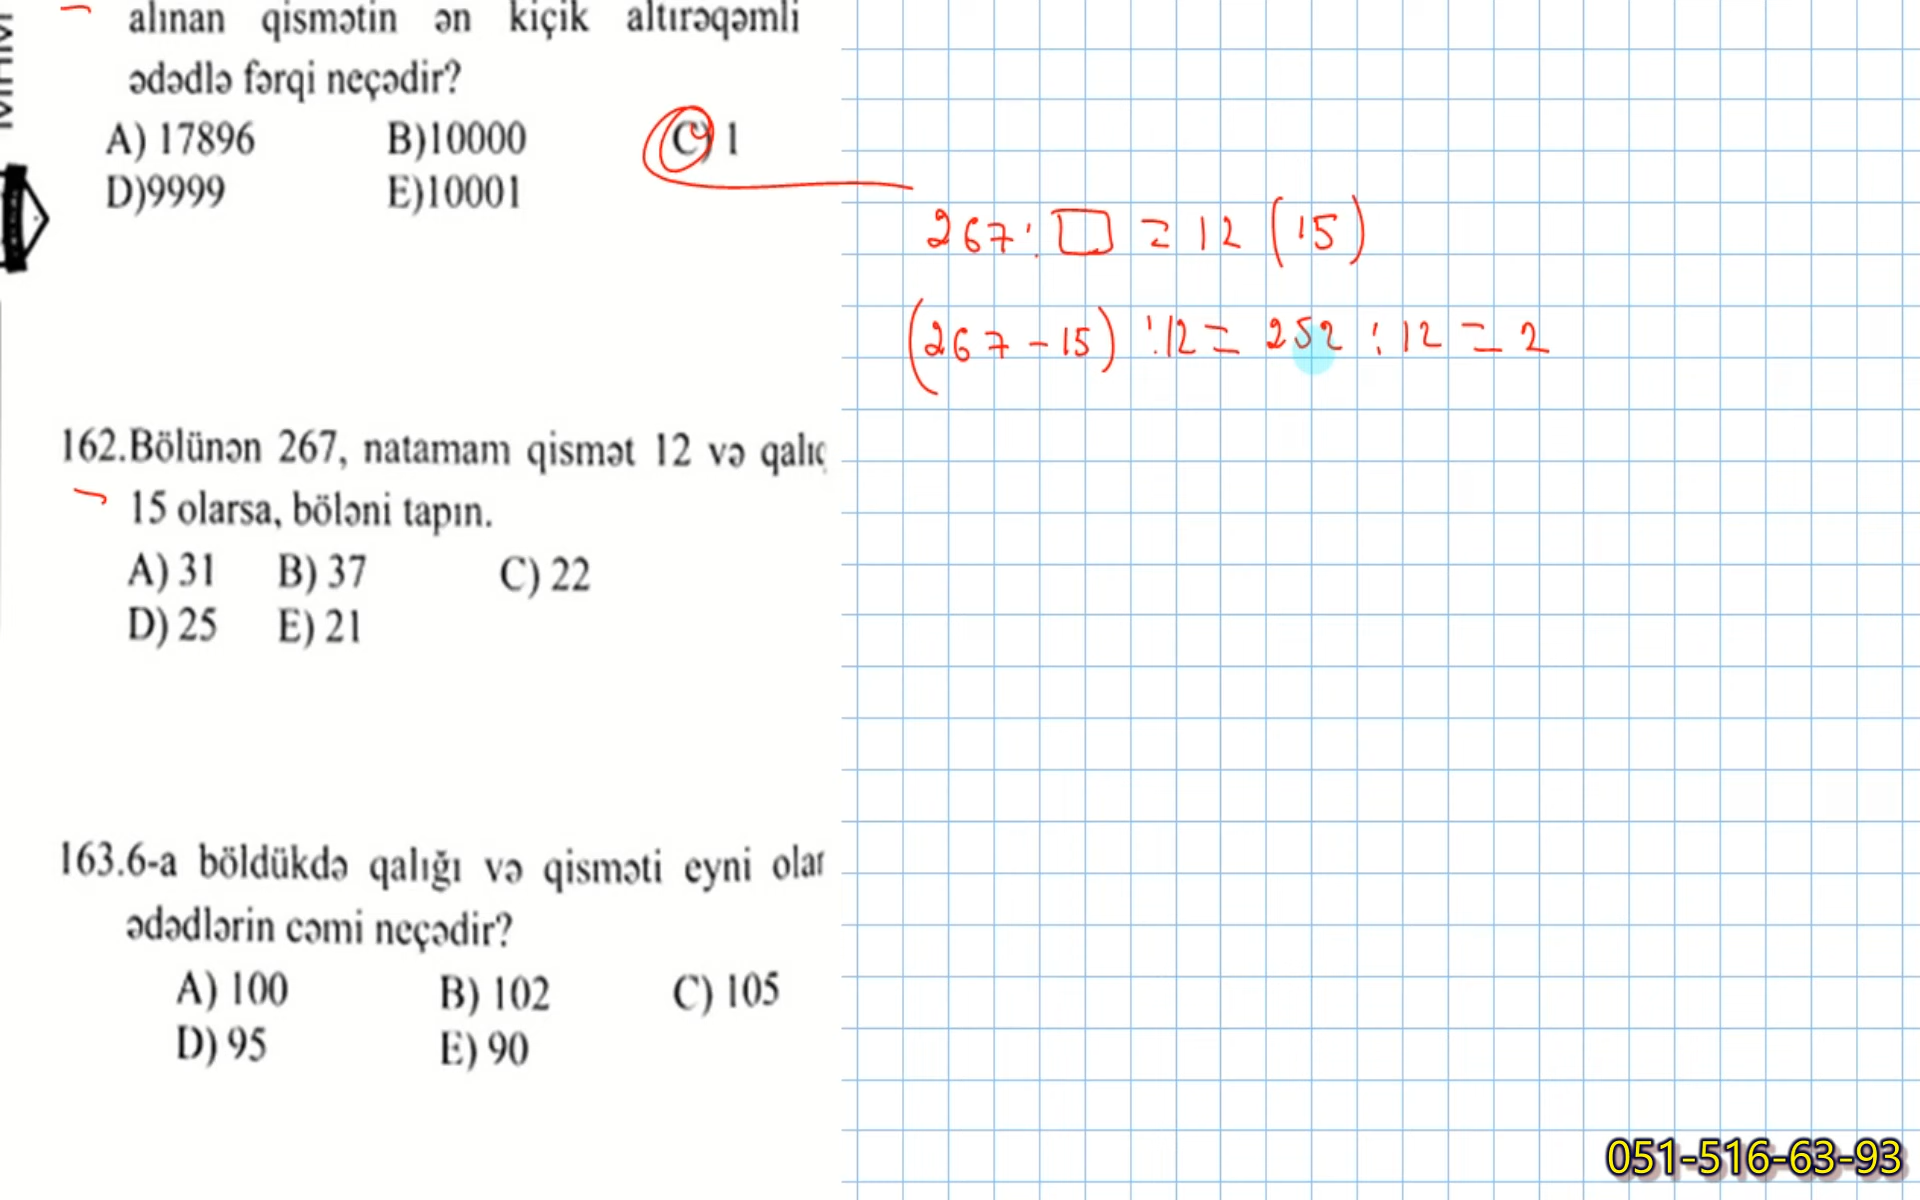 alınan qismətin ən kiçik altırəqəmli
ədədlə fərqi neçədir?
A) 17896 B)10000 C) 1
D)9999 E)10001
267 : □ = 12 (15)
(267 - 15) : 12 = 252 : 12 = 2
162.Bölünən 267, natamam qismət 12 və qalıq
15 olarsa, böləni tapın.
A) 31 B) 37 C) 22
D) 25 E) 21
163.6-a böldükdə qalığı və qisməti eyni olan
ədədlərin cəmi neçədir?
A) 100 B) 102 C) 105
D) 95 E) 90
051-516-63-93